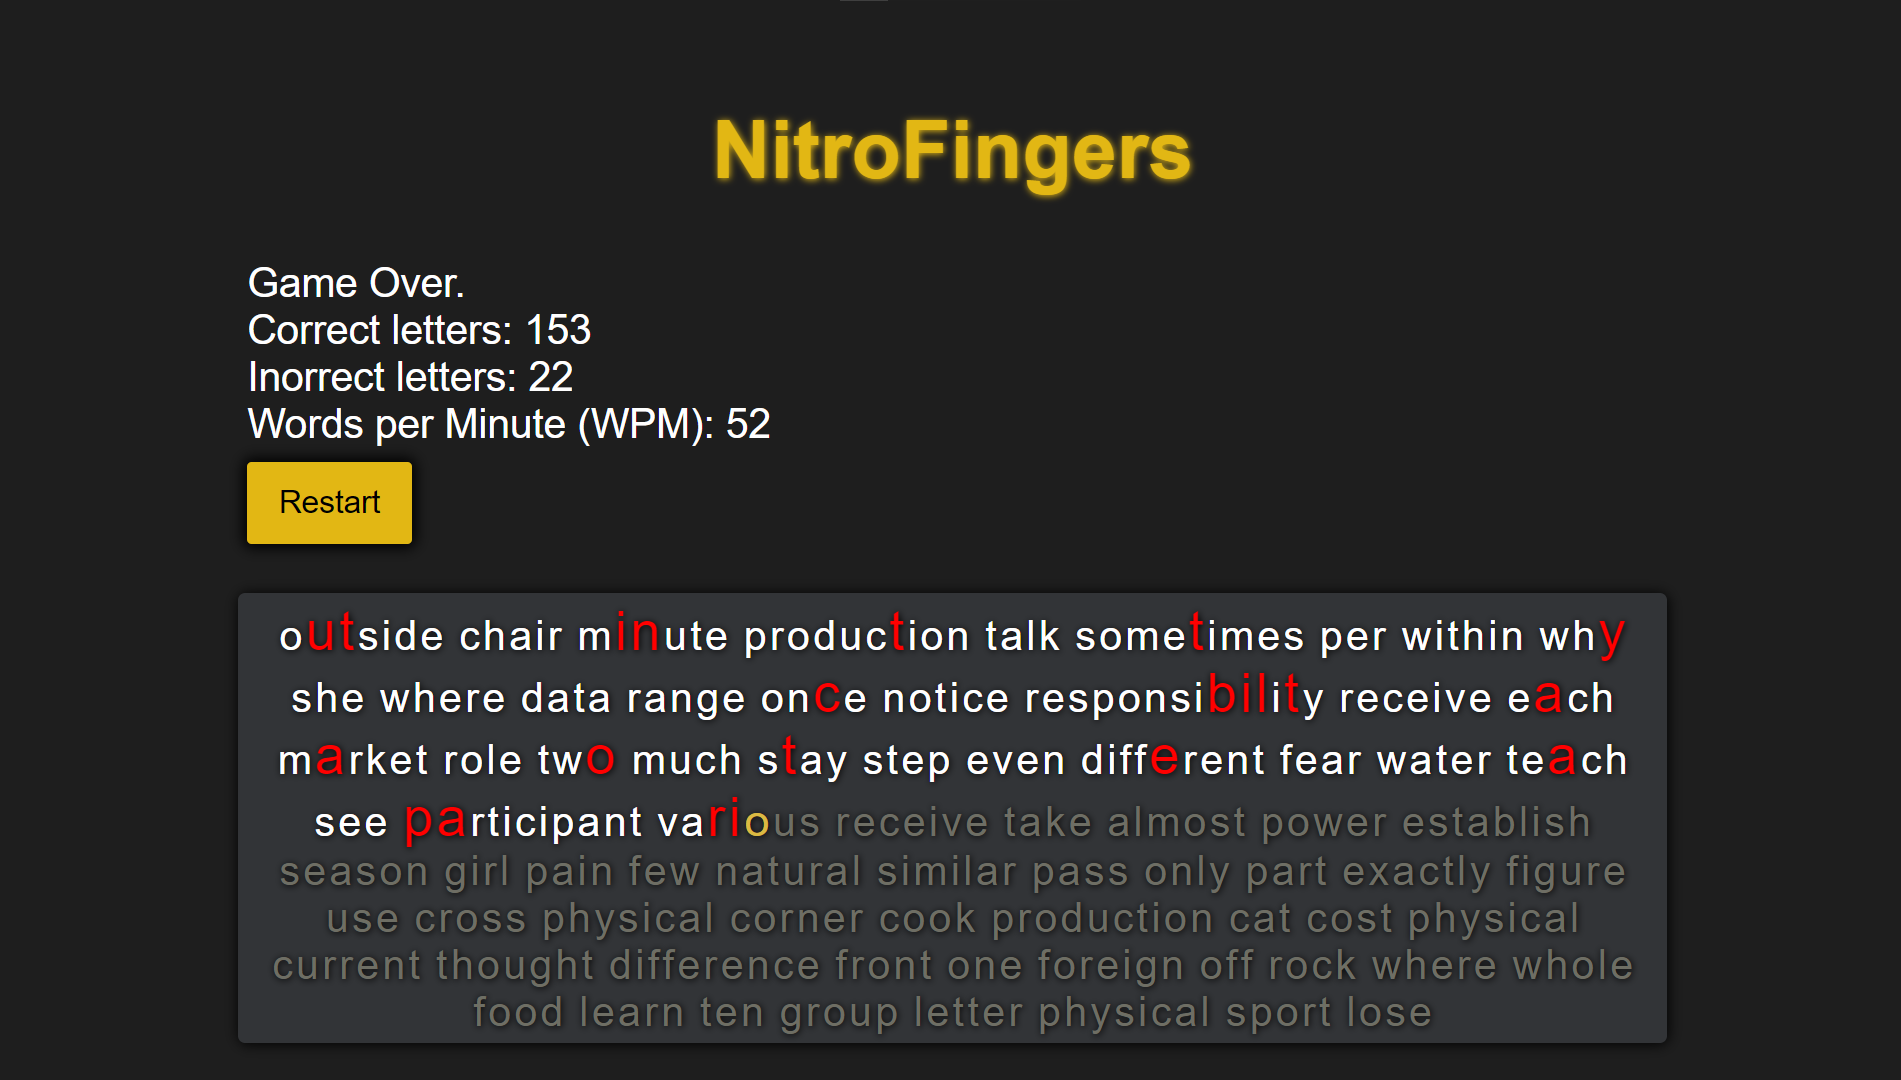 NitroFingers
Game Over.
Correct letters: 153
Inorrect letters: 22
Words per Minute (WPM): 52
Restart
outside chair minute production talk sometimes per within why
she where data range once notice responsibility receive each
market role two much stay step even different fear water teach
see participant various receive take almost power establish
season girl pain few natural similar pass only part exactly figure
use cross physical corner cook production cat cost physical
current thought difference front one foreign off rock where whole
food learn ten group letter physical sport lose